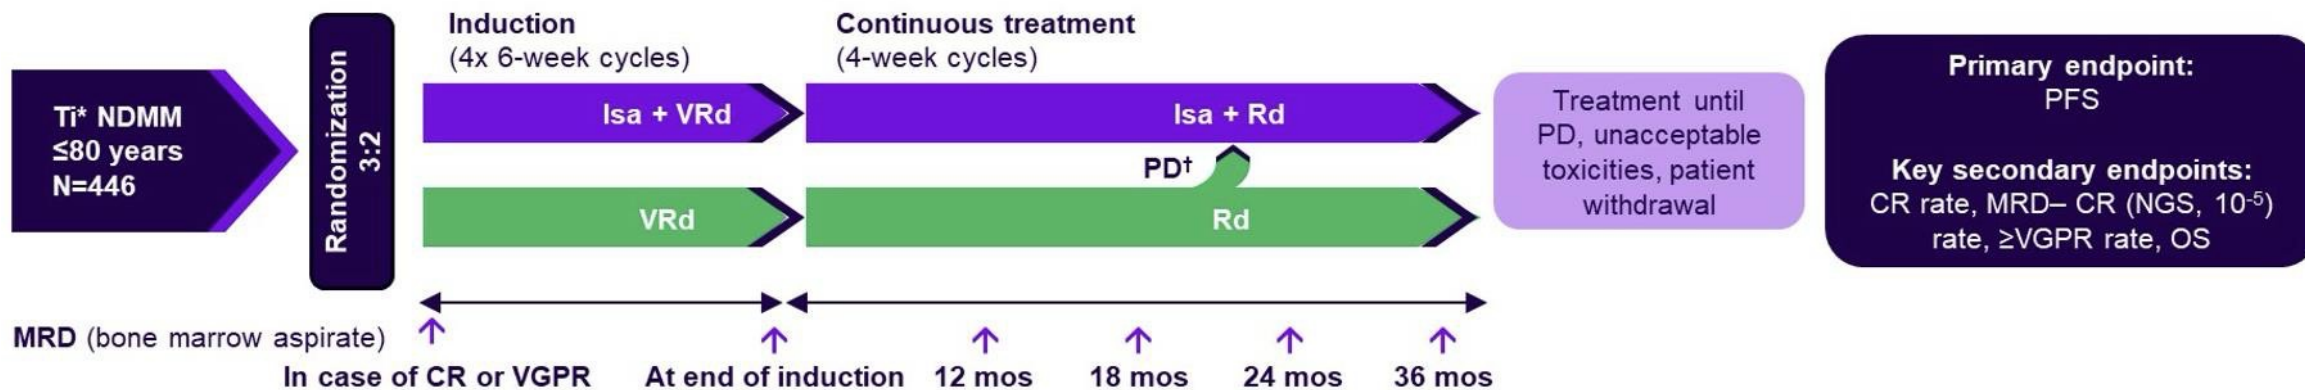 Ti* NDMM
≤80 years
N=446
Randomization
3:2
Induction
(4x 6-week cycles)
Isa + VRd
VRd
Continuous treatment
(4-week cycles)
Isa + Rd
PD†
Rd
Treatment until
PD, unacceptable
toxicities, patient
withdrawal
Primary endpoint:
PFS
Key secondary endpoints:
CR rate, MRD– CR (NGS, 10⁻⁵)
rate, ≥VGPR rate, OS
MRD (bone marrow aspirate)
In case of CR or VGPR
At end of induction
12 mos
18 mos
24 mos
36 mos